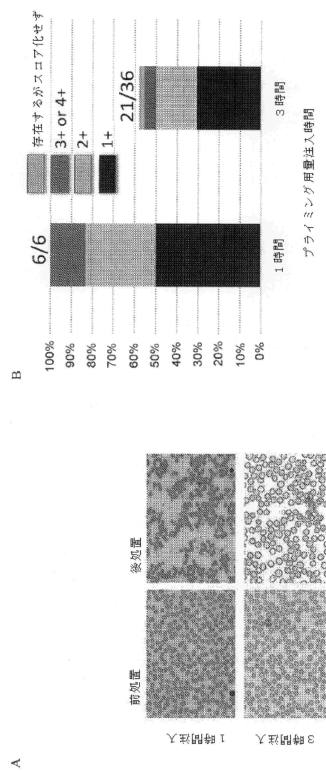 A
前処置
後処置
1時間注入
3時間注入
B
存在するがスコア化せず
3+ or 4+
2+
1+
6/6
21/36
100%
90%
80%
70%
60%
50%
40%
30%
20%
10%
0%
1時間
3時間
プライミング用量注入時間